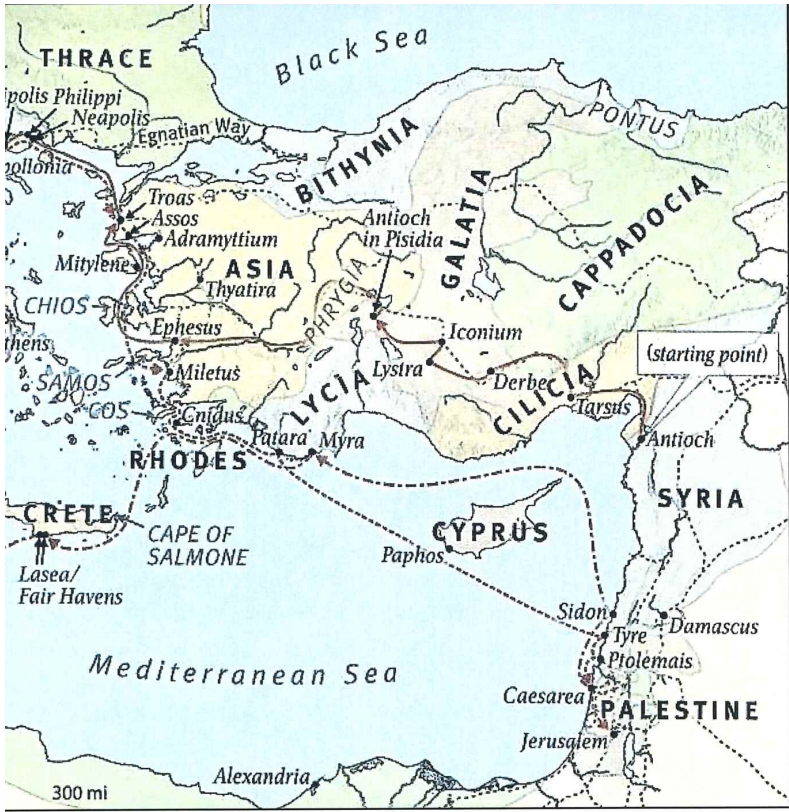 THRACE
Black Sea
ipolis Philippi
Neapolis
Egnatian Way
pollonia
BITHYNIA
PONTUS
GALATIA
CAPPADOCIA
Troas
Assos
Adramyttium
Antioch
in Pisidia
Mitylene
ASIA
Thyatira
PHRYGIA
CHIOS
thens
Ephesus
Iconium
(starting point)
SAMOS
Miletus
Lystra
Derbe
LYCIA
CILICIA
Tarsus
COS
Cnidus
Patara
Myra
Antioch
RHODES
SYRIA
CRETE
CAPE OF
SALMONE
CYPRUS
Paphos
Lasea/
Fair Havens
Sidon
Damascus
Tyre
Mediterranean Sea
Ptolemais
Caesarea
PALESTINE
Jerusalem
Alexandria
300 mi